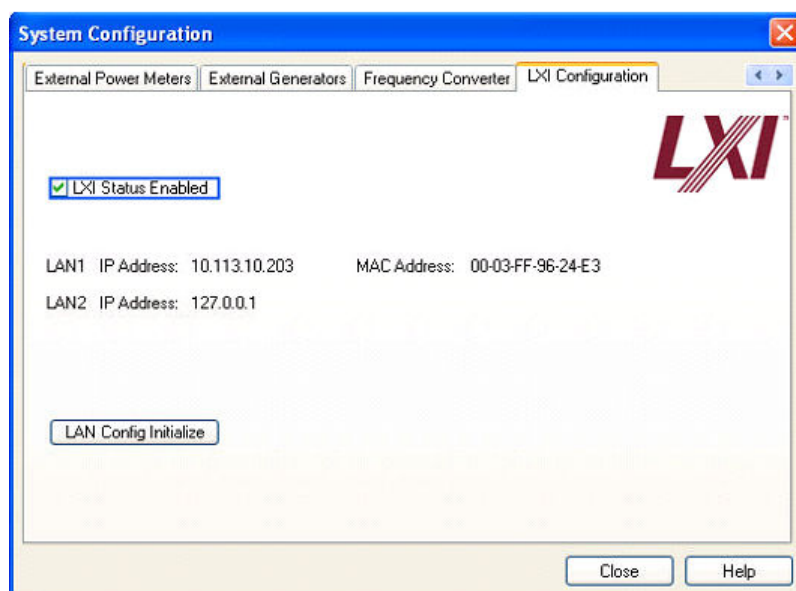 System Configuration
External Power Meters External Generators Frequency Converter LXI Configuration
LXI
LXI Status Enabled
LAN1 IP Address: 10.113.10.203 MAC Address: 00-03-FF-96-24-E3
LAN2 IP Address: 127.0.0.1
LAN Config Initialize
Close Help